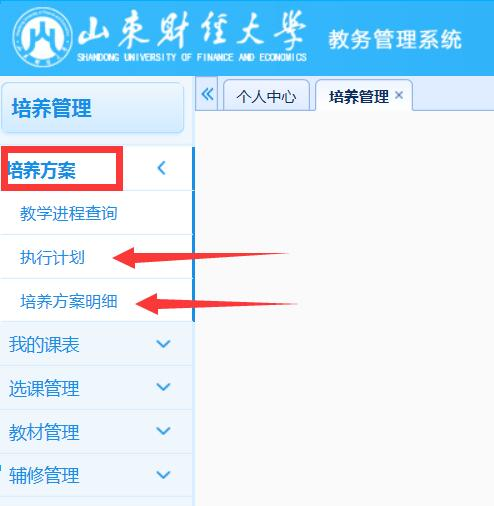 山东财经大学
SHANDONG UNIVERSITY OF FINANCE AND ECONOMICS
教务管理系统
培养管理
个人中心
培养管理
培养方案
教学进程查询
执行计划
培养方案明细
我的课表
选课管理
教材管理
辅修管理